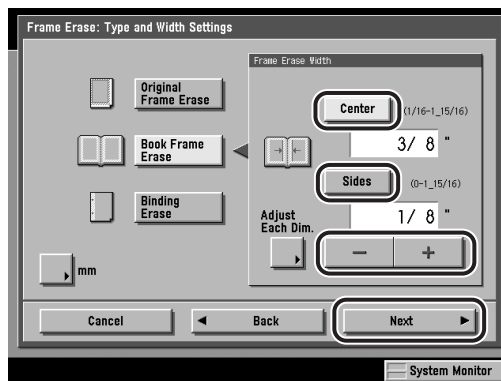 Frame Erase: Type and Width Settings
Frame Erase Width
Original
Frame Erase
Book Frame
Erase
Binding
Erase
mm
Center
(1/16-1_15/16)
3/ 8 "
Sides
(0-1_15/16)
1/ 8 "
Adjust
Each Dim.
−
+
Cancel
Back
Next
System Monitor